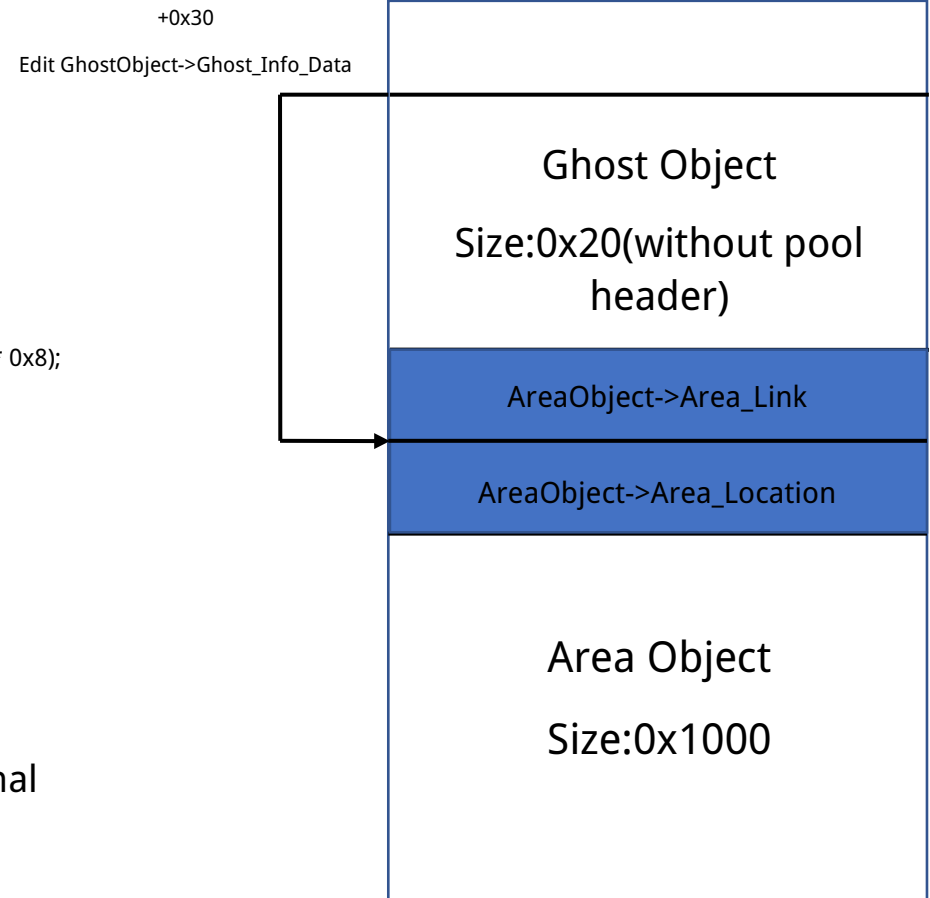 +0x30
Edit GhostObject->Ghost_Info_Data
Ghost Object
Size:0x20(without pool
header)
0x8);
AreaObject->Area_Link
AreaObject->Area_Location
Area Object
Size:0x1000
nal